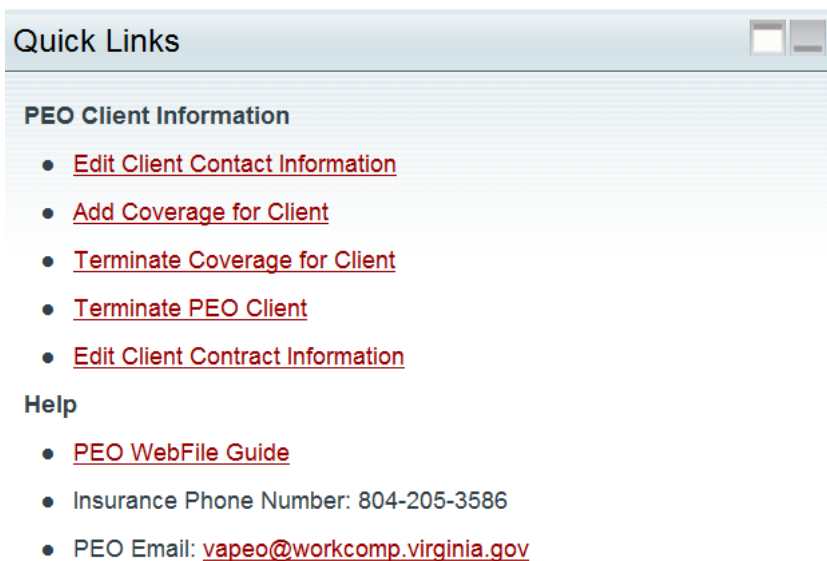 Quick Links
PEO Client Information
Edit Client Contact Information
Add Coverage for Client
Terminate Coverage for Client
Terminate PEO Client
Edit Client Contract Information
Help
PEO WebFile Guide
Insurance Phone Number: 804-205-3586
PEO Email: vapeo@workcomp.virginia.gov